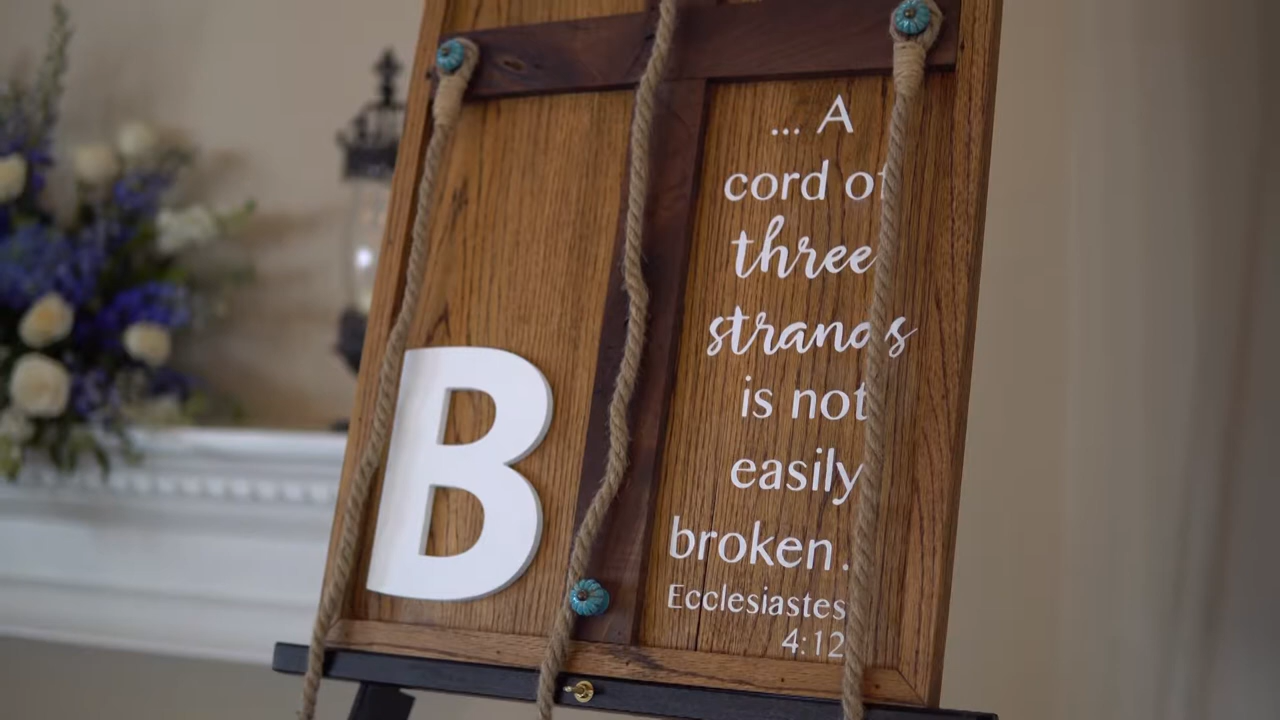 ... A
cord of
three
strands
is not
easily
broken.
Ecclesiastes
4:12
B